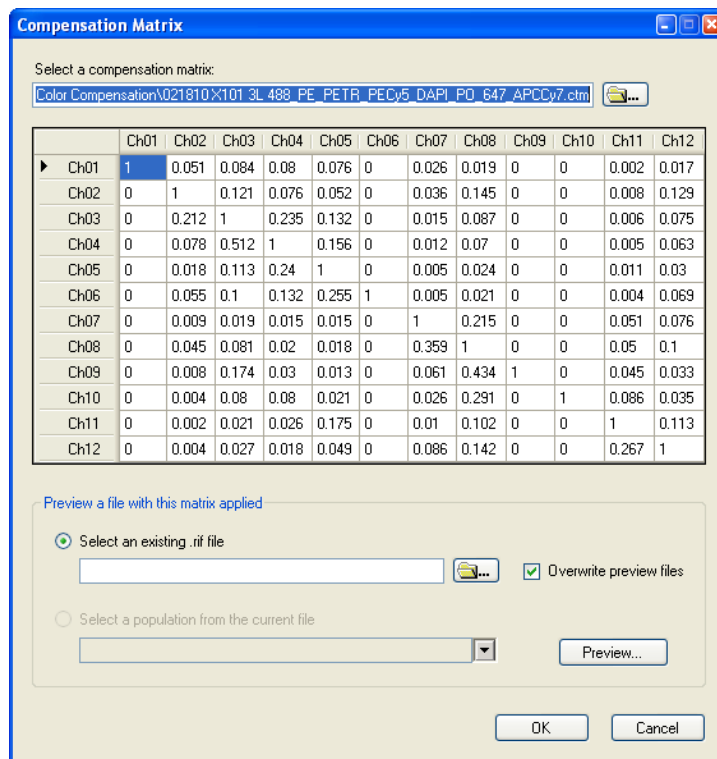 Compensation Matrix
Select a compensation matrix:
Color Compensation\021810 X101 3L 488_PE_PETR_PECy5_DAPI_PO_647_APCCy7.ctm
...
Ch01 Ch02 Ch03 Ch04 Ch05 Ch06 Ch07 Ch08 Ch09 Ch10 Ch11 Ch12
Ch01 1 0.051 0.084 0.08 0.076 0 0.026 0.019 0 0 0.002 0.017
Ch02 0 1 0.121 0.076 0.052 0 0.036 0.145 0 0 0.008 0.129
Ch03 0 0.212 1 0.235 0.132 0 0.015 0.087 0 0 0.006 0.075
Ch04 0 0.078 0.512 1 0.156 0 0.012 0.07 0 0 0.005 0.063
Ch05 0 0.018 0.113 0.24 1 0 0.005 0.024 0 0 0.011 0.03
Ch06 0 0.055 0.1 0.132 0.255 1 0.005 0.021 0 0 0.004 0.069
Ch07 0 0.009 0.019 0.015 0.015 0 1 0.215 0 0 0.051 0.076
Ch08 0 0.045 0.081 0.02 0.018 0 0.359 1 0 0 0.05 0.1
Ch09 0 0.008 0.174 0.03 0.013 0 0.061 0.434 1 0 0.045 0.033
Ch10 0 0.004 0.08 0.08 0.021 0 0.026 0.291 0 1 0.086 0.035
Ch11 0 0.002 0.021 0.026 0.175 0 0.01 0.102 0 0 1 0.113
Ch12 0 0.004 0.027 0.018 0.049 0 0.086 0.142 0 0 0.267 1
Preview a file with this matrix applied
Select an existing .rif file
... Overwrite preview files
Select a population from the current file
Preview...
OK Cancel